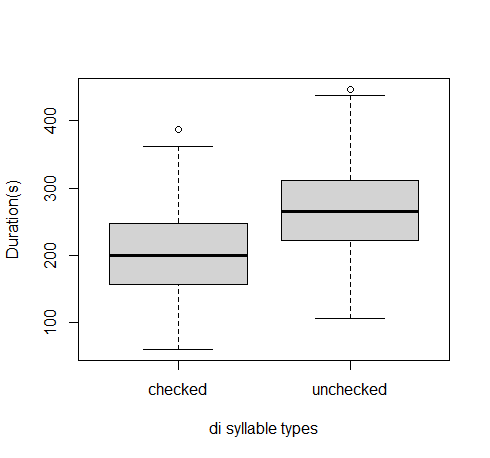 Duration(s)
400
300
200
100
checked unchecked
di syllable types